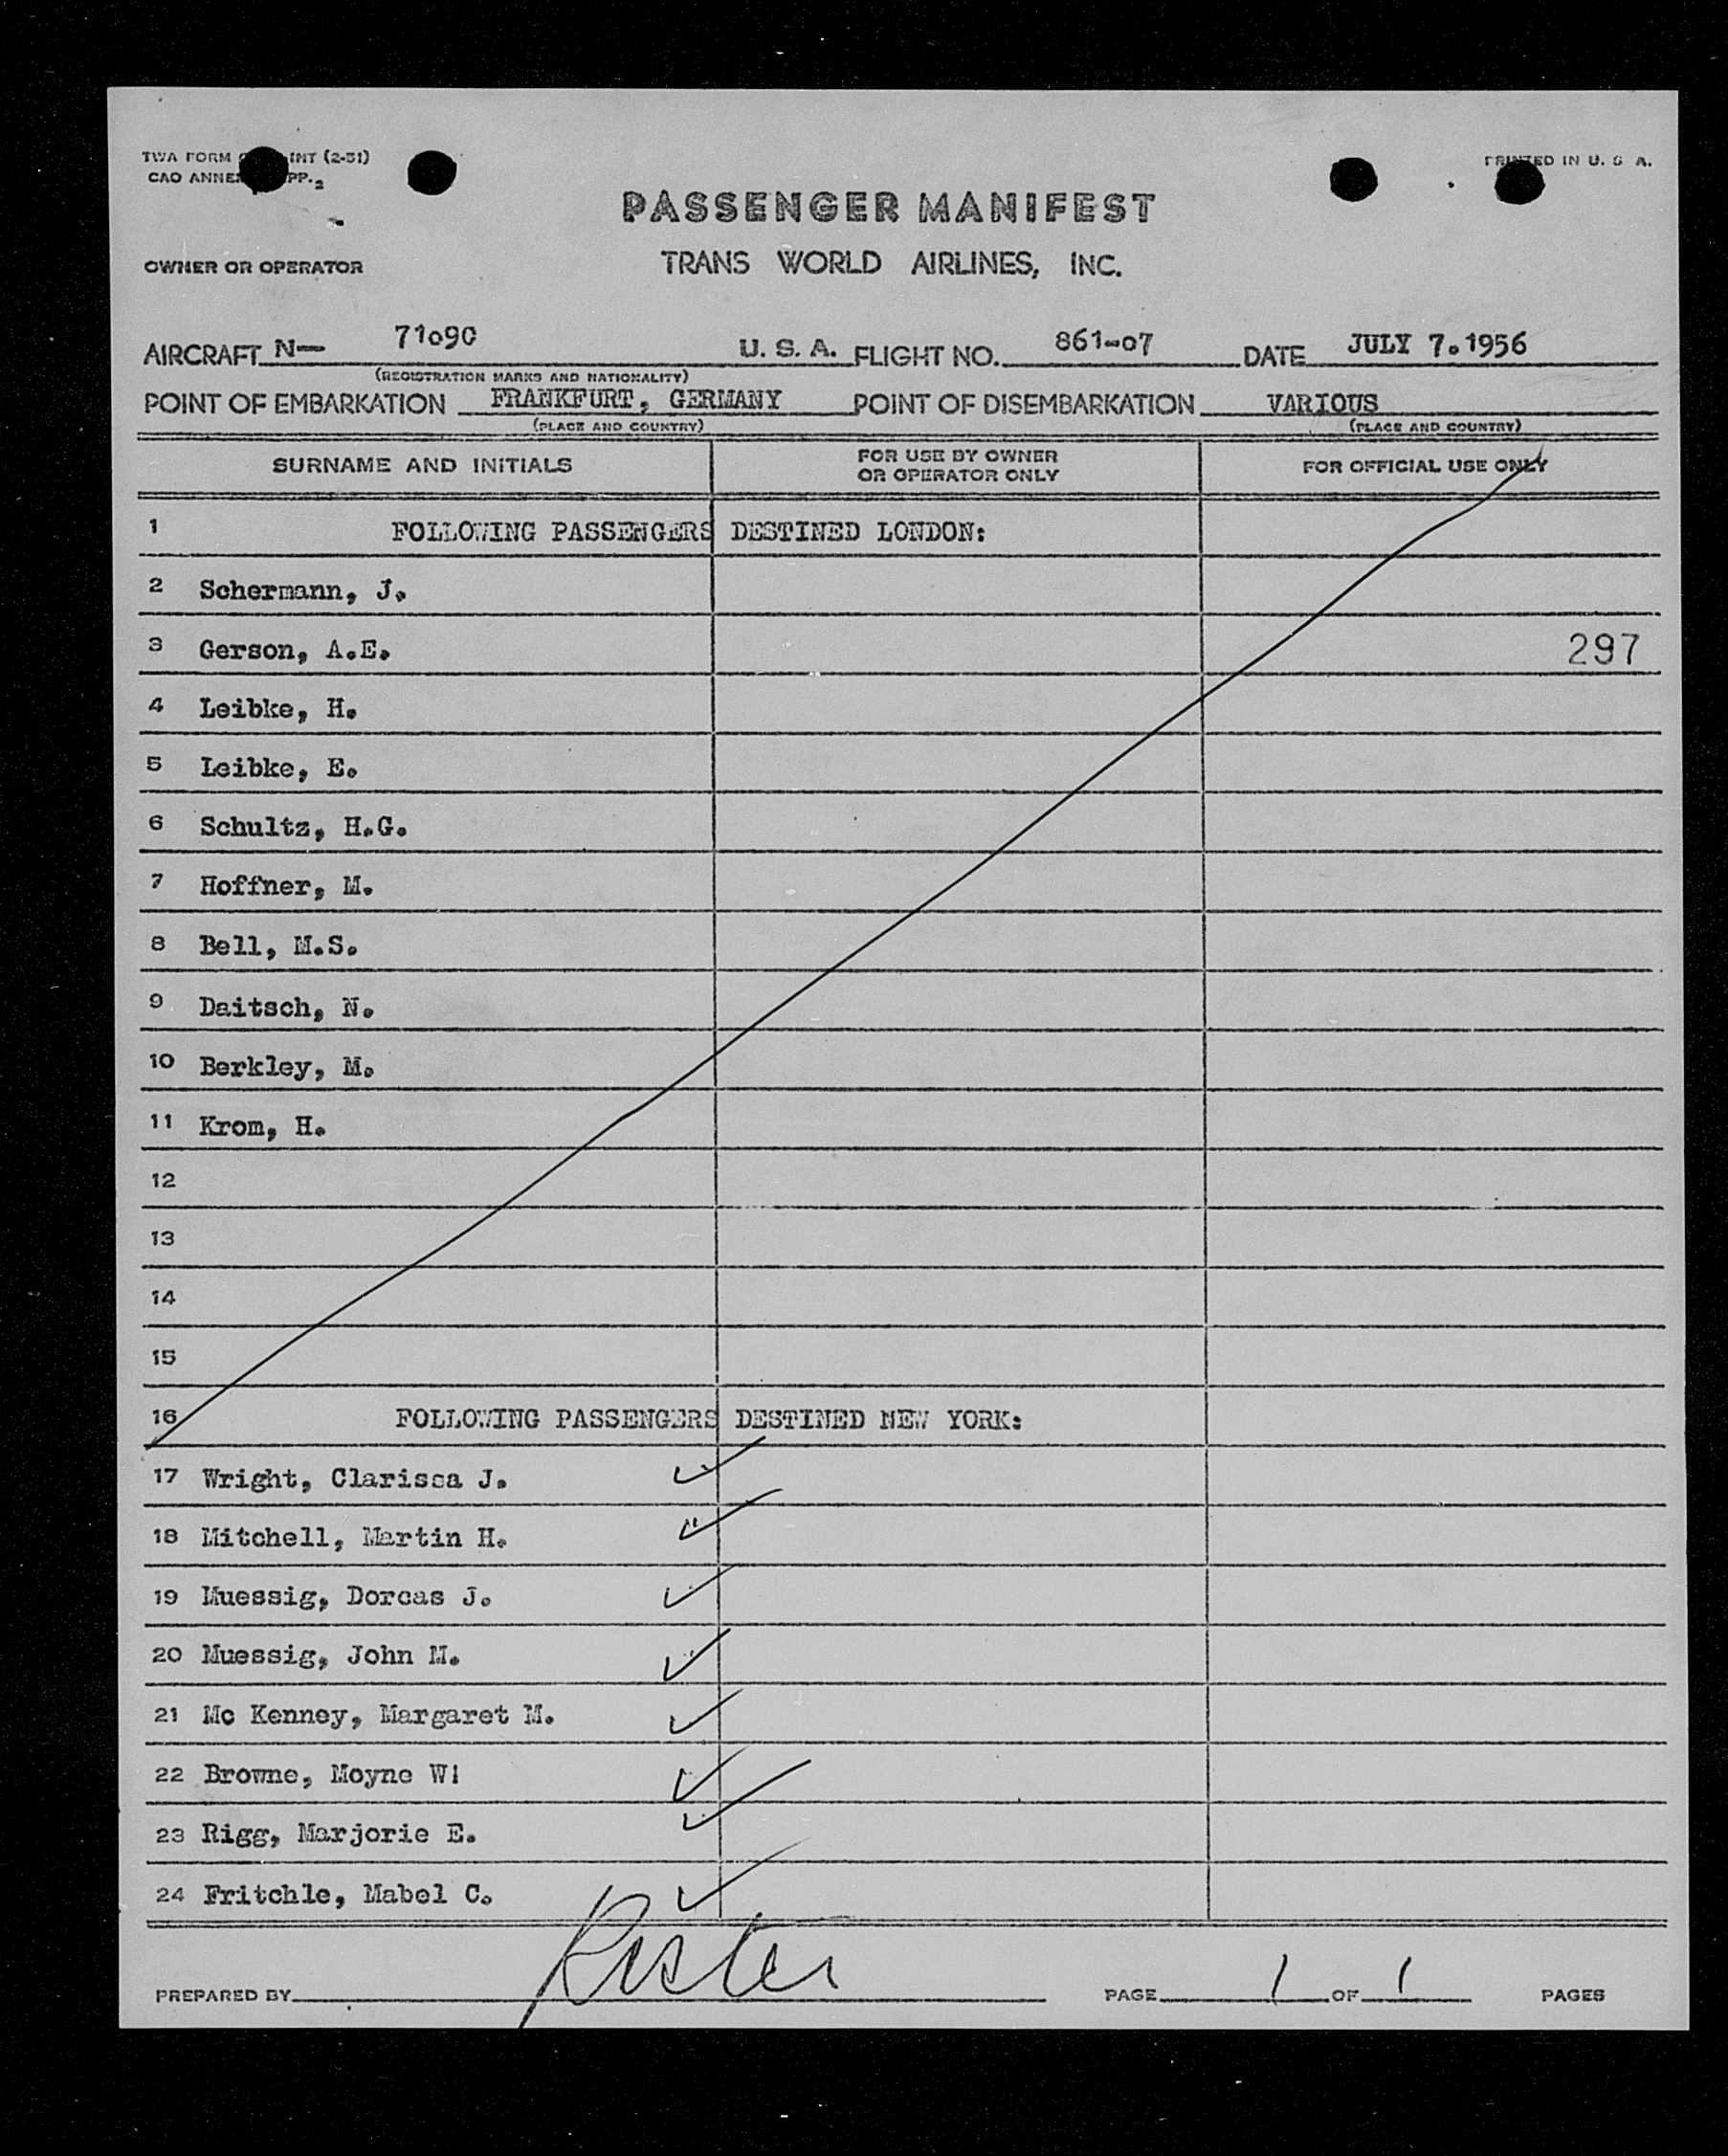 TWA FORM INT (2-51)
PRINTED IN U. S. A.
CAO ANNEX PP.2
PASSENGER MANIFEST
OWNER OR OPERATOR TRANS WORLD AIRLINES, INC.
AIRCRAFT N— 7109C U. S. A. FLIGHT NO. 861-07 DATE JULY 7.1956
(REGISTRATION MARKS AND NATIONALITY)
POINT OF EMBARKATION FRANKFURT, GERMANY POINT OF DISEMBARKATION VARIOUS
(PLACE AND COUNTRY) (PLACE AND COUNTRY)
SURNAME AND INITIALS FOR USE BY OWNER OR OPERATOR ONLY FOR OFFICIAL USE ONLY
1 FOLLOWING PASSENGERS DESTINED LONDON:
2 Schermann, J.
3 Gerson, A.E. 297
4 Leibke, H.
5 Leibke, E.
6 Schultz, H.G.
7 Hoffner, M.
8 Bell, M.S.
9 Daitsch, N.
10 Berkley, M.
11 Krom, H.
12
13
14
15
16 FOLLOWING PASSENGERS DESTINED NEW YORK:
17 Wright, Clarissa J.
18 Mitchell, Martin H.
19 Muessig, Dorcas J.
20 Muessig, John M.
21 Mc Kenney, Margaret M.
22 Browne, Moyne W!
23 Rigg, Marjorie E.
24 Fritchle, Mabel C.
PREPARED BY PAGE 1 OF 1 PAGES